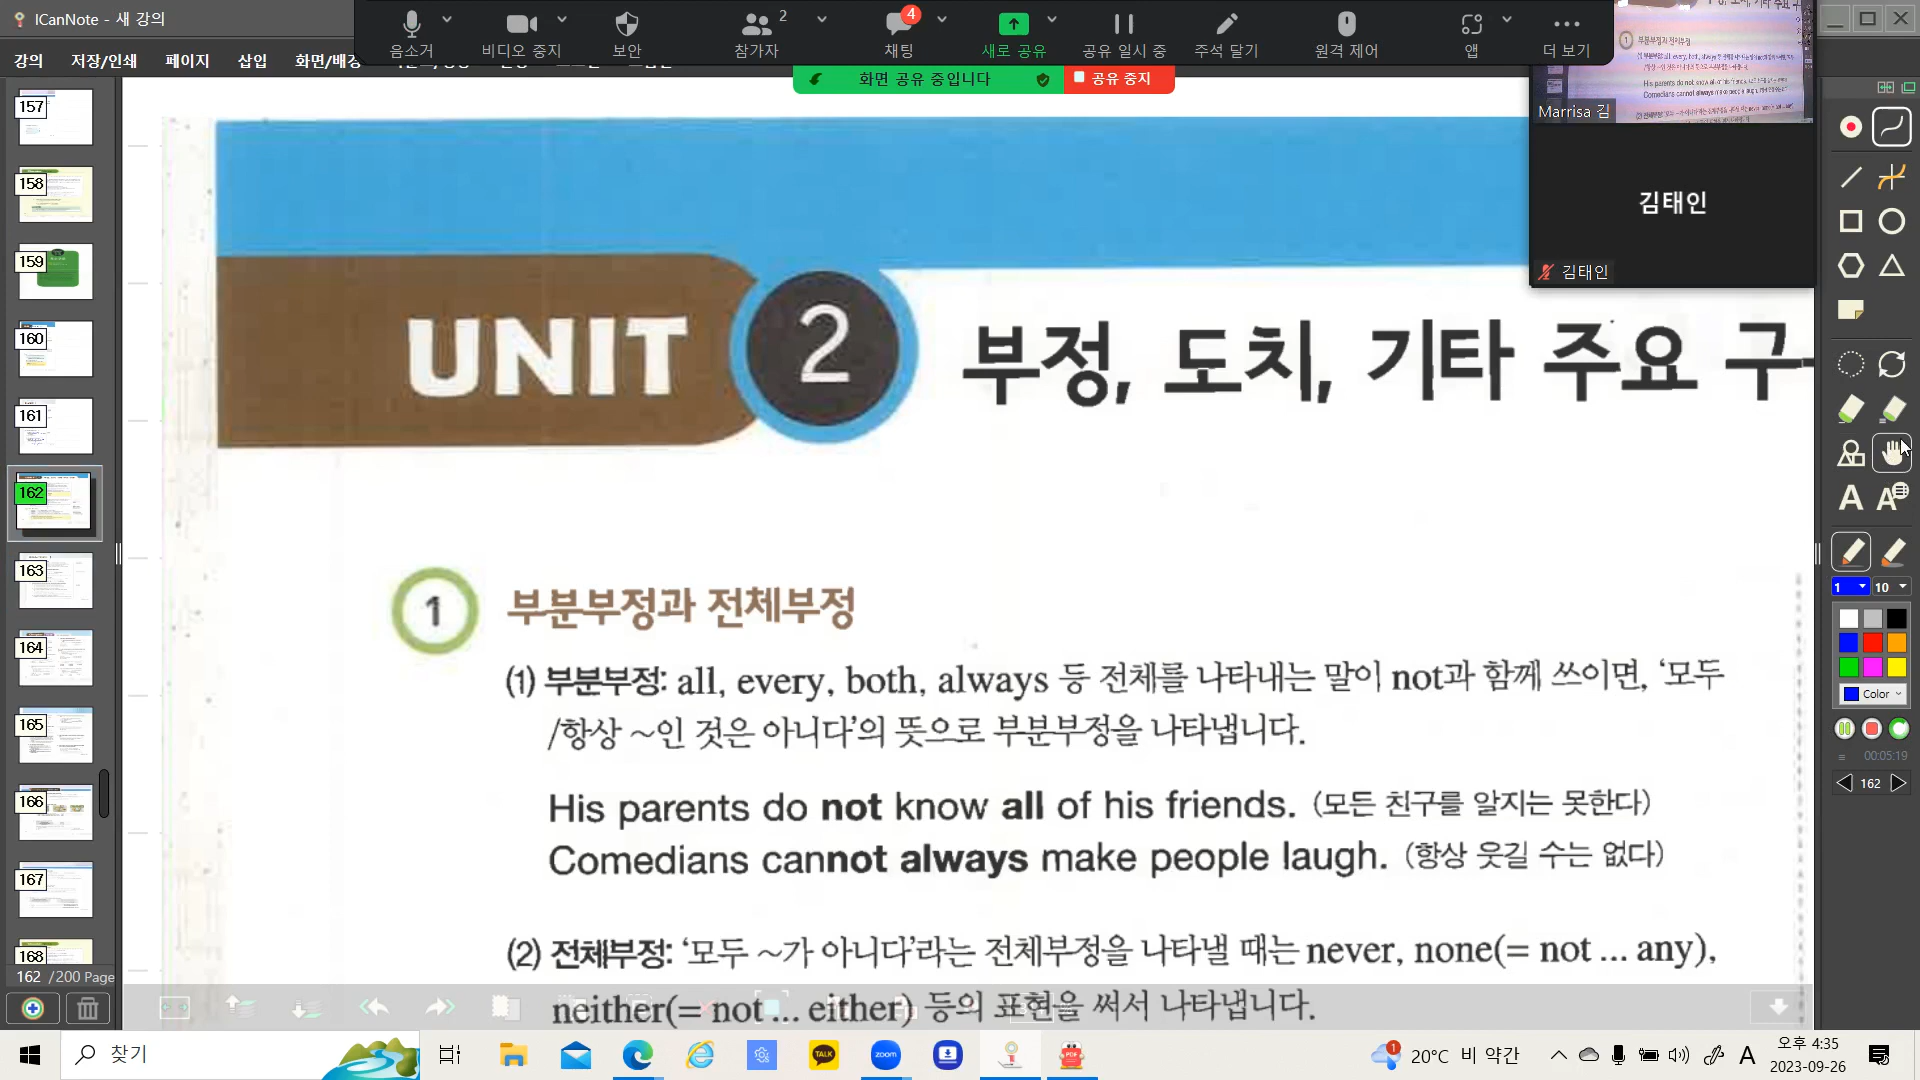 ICanNote - 새 강의
음소거
비디오 중지
보안
2
참가자
4
채팅
새로 공유
공유 일시 중
주석 달기
원격 제어
앱
더 보기
강의
저장/인쇄
페이지
삽입
화면 공유 중입니다
공유 중지
Marrisa 김
김태인
김태인
157
158
159
160
161
162
163
164
165
166
167
168
162 /200 Page
UNIT 2 부정, 도치, 기타 주요 구
1 부분부정과 전체부정
(1) 부분부정: all, every, both, always 등 전체를 나타내는 말이 not과 함께 쓰이면, ‘모두
/항상 ~인 것은 아니다’의 뜻으로 부분부정을 나타냅니다.
His parents do not know all of his friends. (모든 친구를 알지는 못한다)
Comedians cannot always make people laugh. (항상 웃길 수는 없다)
(2) 전체부정: ‘모두 ~가 아니다’라는 전체부정을 나타낼 때는 never, none(= not ... any),
neither(= not ... either) 등의 표현을 써서 나타냅니다.
A
A
1
10
Color
00:05:19
162
찾기
TALK
zoom
PDF
1
20°C 비 약간
A
오후 4:35
2023-09-26